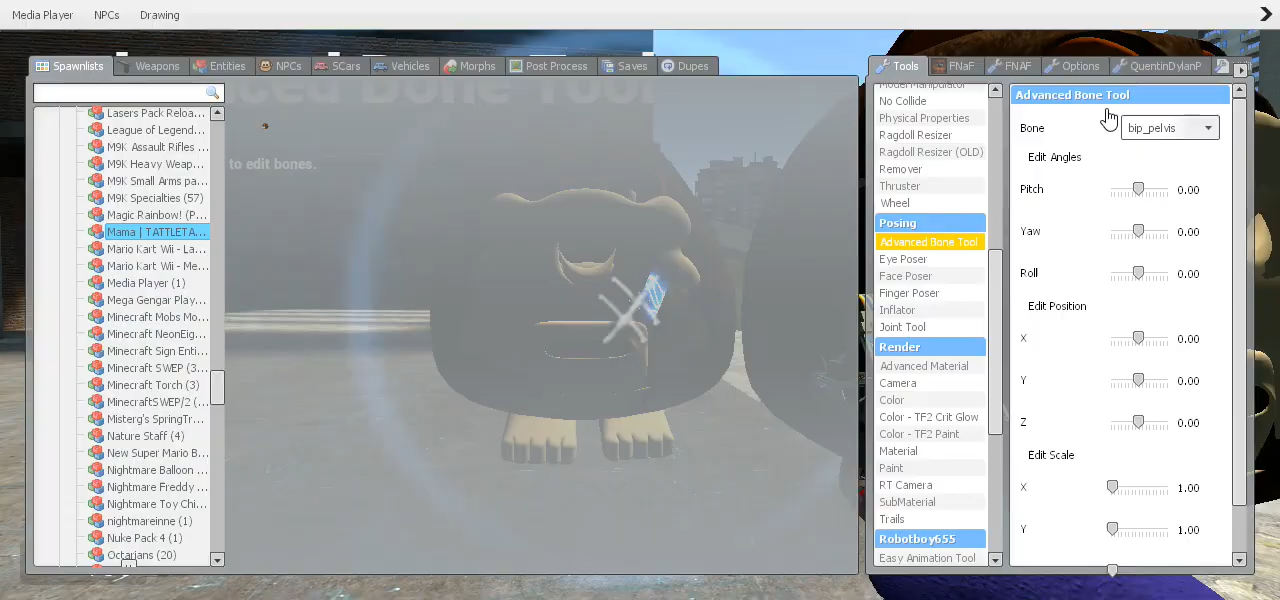 Media Player NPCs Drawing
Spawnlists Weapons Entities NPCs SCars Vehicles Morphs Post Process Saves Dupes
Lasers Pack Reloa...
League of Legend...
M9K Assault Rifles ...
M9K Heavy Weap...
M9K Small Arms pa...
M9K Specialties (57)
Magic Rainbow! (P...
Mama | TATTLETA...
Mario Kart Wii - La...
Mario Kart Wii - Me...
Media Player (1)
Mega Gengar Play...
Minecraft Mobs Mo...
Minecraft NeonEig...
Minecraft Sign Enti...
Minecraft SWEP (3...
Minecraft Torch (3)
MinecraftSWEP/2 (...
Misterg's SpringTr...
Nature Staff (4)
New Super Mario B...
Nightmare Balloon ...
Nightmare Freddy ...
Nightmare Toy Chi...
nightmareinne (1)
Nuke Pack 4 (1)
Octarians (20)
ced Bone Tool
to edit bones.
Tools FNaF FNAF Options QuentinDylanP
Model Manipulator
No Collide
Physical Properties
Ragdoll Resizer
Ragdoll Resizer (OLD)
Remover
Thruster
Wheel
Posing
Advanced Bone Tool
Eye Poser
Face Poser
Finger Poser
Inflator
Joint Tool
Render
Advanced Material
Camera
Color
Color - TF2 Crit Glow
Color - TF2 Paint
Material
Paint
RT Camera
SubMaterial
Trails
Robotboy655
Easy Animation Tool
Advanced Bone Tool
Bone bip_pelvis
Edit Angles
Pitch 0.00
Yaw 0.00
Roll 0.00
Edit Position
X 0.00
Y 0.00
Z 0.00
Edit Scale
X 1.00
Y 1.00